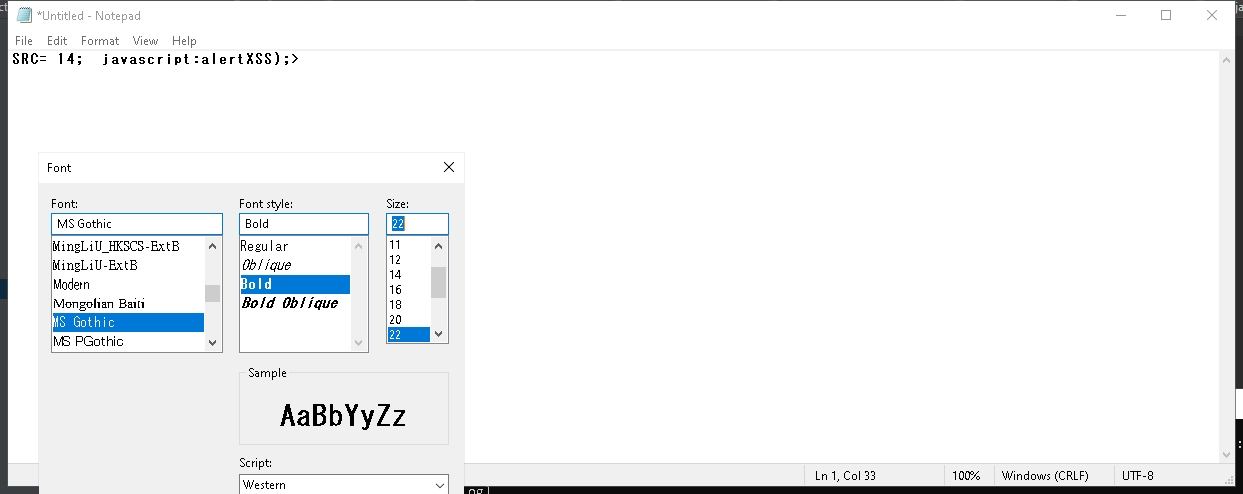 *Untitled - Notepad
File Edit Format View Help
SRC= 14;  javascript:alertXSS);>
Font
Font: Font style: Size:
MS Gothic Bold 22
MingLiU_HKSCS-ExtB Regular 11
MingLiU-ExtB Oblique 12
Modern Bold 14
Mongolian Baiti Bold Oblique 16
MS Gothic 18
MS PGothic 20
22
Sample
AaBbYyZz
Script:
Western
Ln 1, Col 33 100% Windows (CRLF) UTF-8